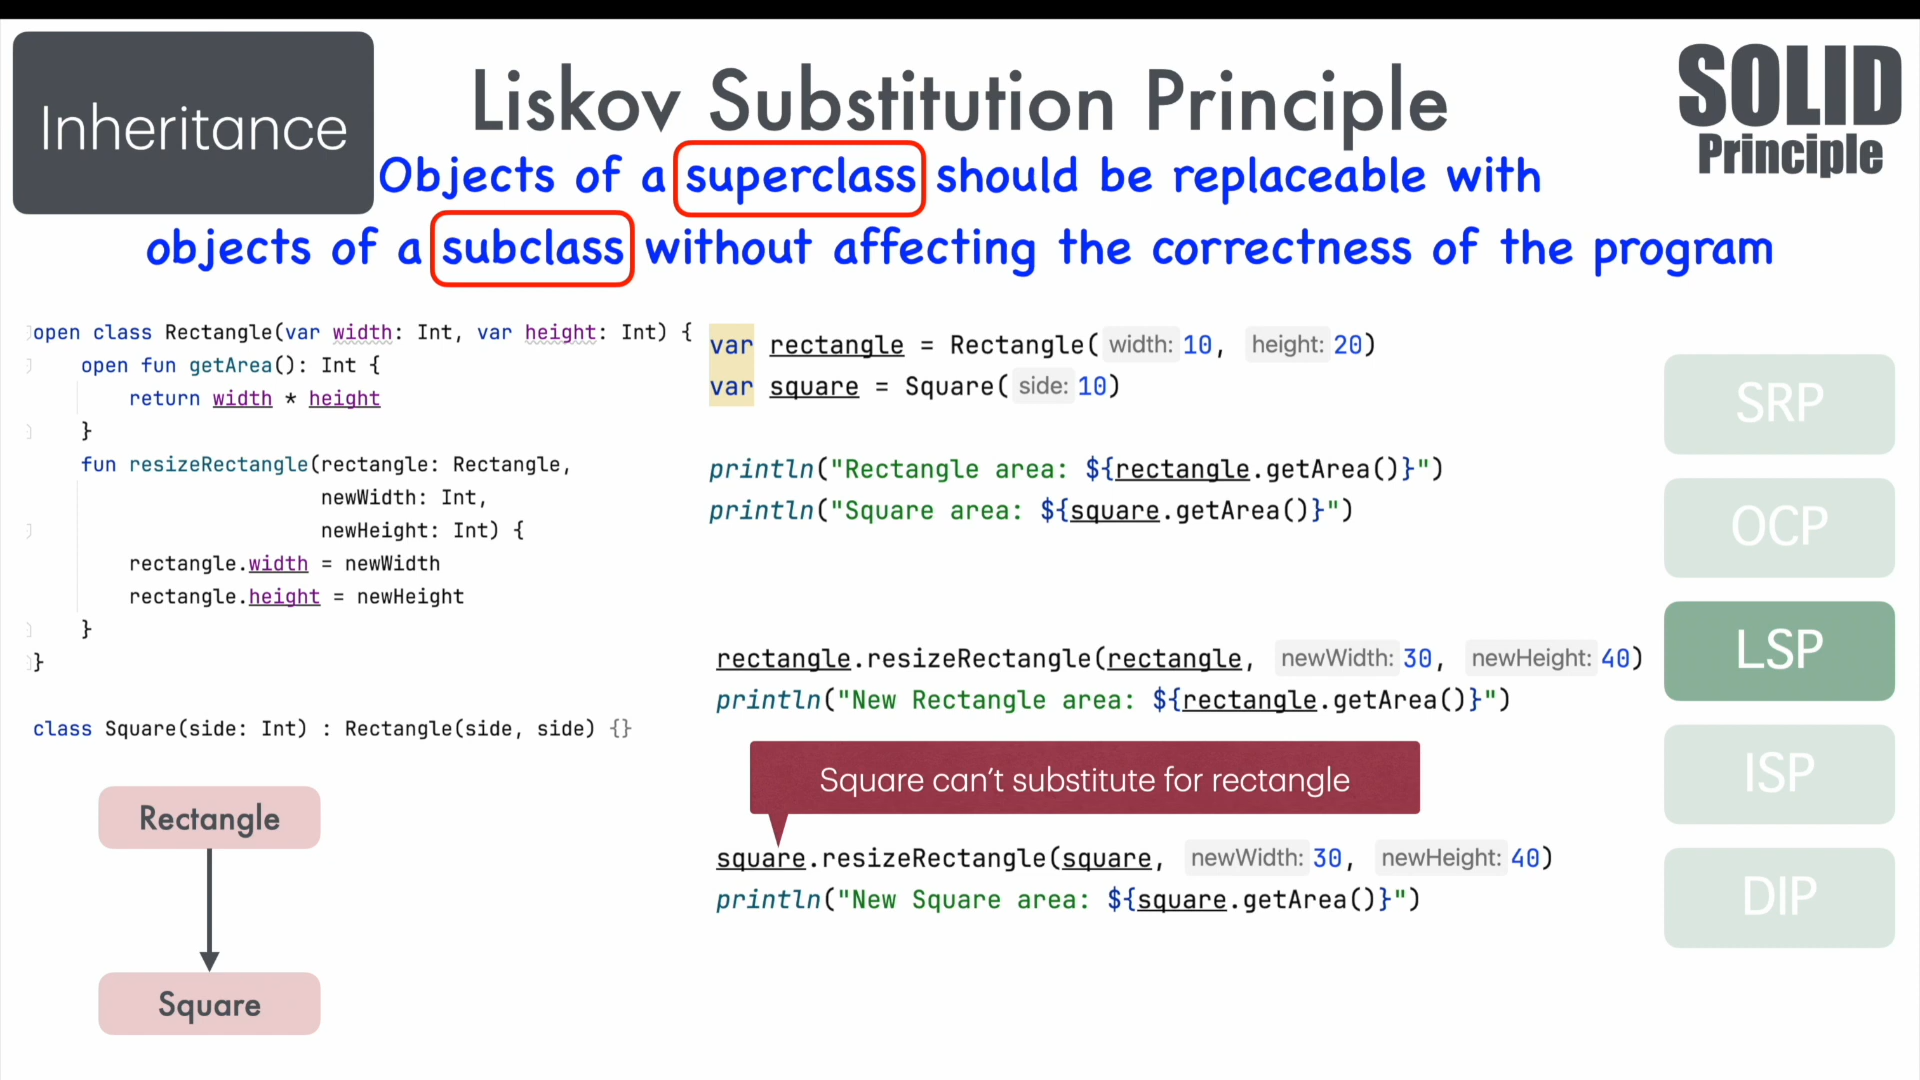 Inheritance
Liskov Substitution Principle
SOLID
Principle
Objects of a superclass should be replaceable with
objects of a subclass without affecting the correctness of the program
open class Rectangle(var width: Int, var height: Int) {
    open fun getArea(): Int {
        return width * height
    }
    fun resizeRectangle(rectangle: Rectangle,
                        newWidth: Int,
                        newHeight: Int) {
        rectangle.width = newWidth
        rectangle.height = newHeight
    }
}
class Square(side: Int) : Rectangle(side, side) {}
Rectangle
Square
var rectangle = Rectangle( width: 10, height: 20)
var square = Square( side: 10)
println("Rectangle area: ${rectangle.getArea()}")
println("Square area: ${square.getArea()}")
rectangle.resizeRectangle(rectangle, newWidth: 30, newHeight: 40)
println("New Rectangle area: ${rectangle.getArea()}")
Square can't substitute for rectangle
square.resizeRectangle(square, newWidth: 30, newHeight: 40)
println("New Square area: ${square.getArea()}")
SRP
OCP
LSP
ISP
DIP